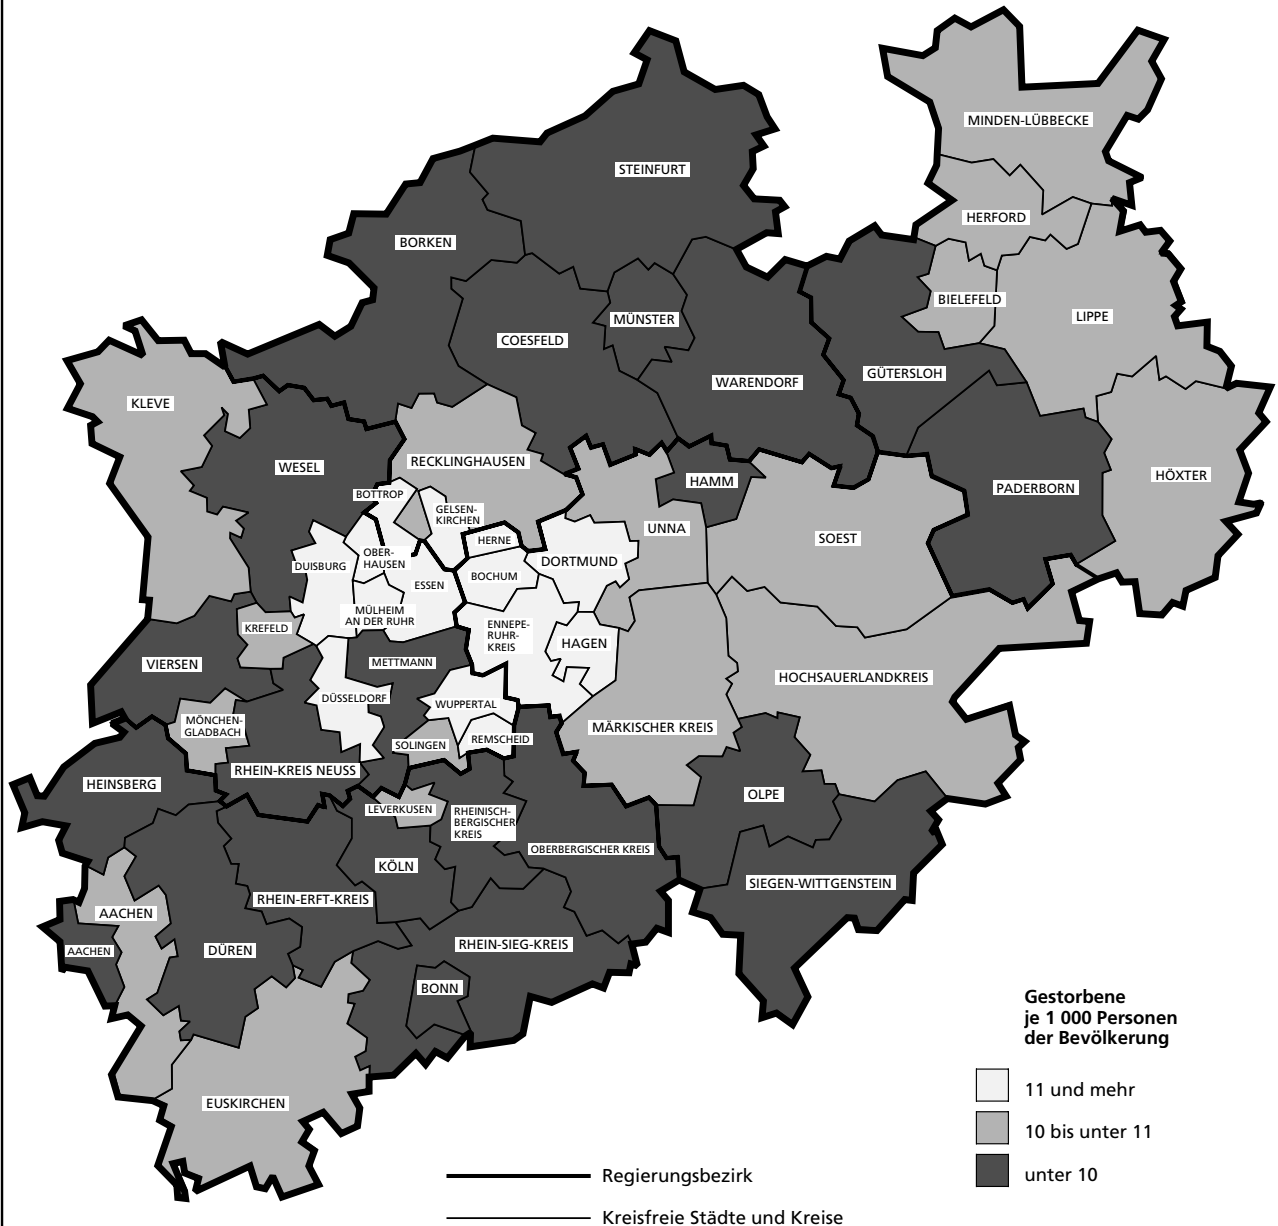 MINDEN-LÜBBECKE
STEINFURT
HERFORD
BORKEN
BIELEFELD
LIPPE
MÜNSTER
COESFELD
GÜTERSLOH
WARENDORF
KLEVE
RECKLINGHAUSEN
WESEL
HÖXTER
HAMM
PADERBORN
BOTTROP
GELSEN-
KIRCHEN
UNNA
SOEST
HERNE
OBER-
HAUSEN
DORTMUND
DUISBURG
BOCHUM
ESSEN
MÜLHEIM
AN DER RUHR
KREFELD
ENNEPE-
RUHR-
KREIS
HAGEN
VIERSEN
METTMANN
HOCHSAUERLANDKREIS
DÜSSELDORF
WUPPERTAL
MÖNCHEN-
GLADBACH
MÄRKISCHER KREIS
SOLINGEN
REMSCHEID
RHEIN-KREIS NEUSS
HEINSBERG
OLPE
LEVERKUSEN
RHEINISCH-
BERGISCHER
KREIS
OBERBERGISCHER KREIS
KÖLN
SIEGEN-WITTGENSTEIN
RHEIN-ERFT-KREIS
AACHEN
RHEIN-SIEG-KREIS
AACHEN
DÜREN
BONN
EUSKIRCHEN
Gestorbene
je 1 000 Personen
der Bevölkerung
11 und mehr
10 bis unter 11
unter 10
Regierungsbezirk
Kreisfreie Städte und Kreise